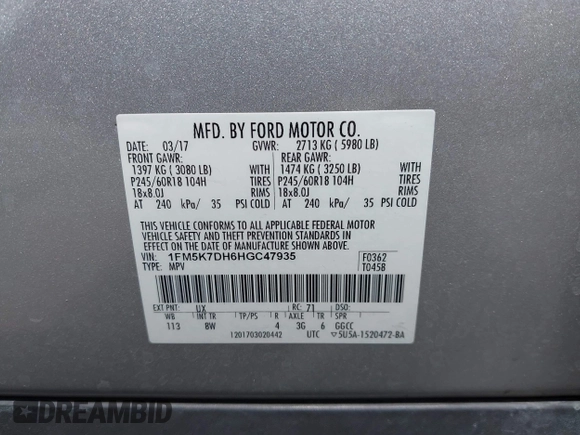 MFD. BY FORD MOTOR CO.
DATE: 03/17 GVWR: 2713 KG ( 5980 LB)
FRONT GAWR: REAR GAWR:
1397 KG ( 3080 LB) WITH 1474 KG ( 3250 LB) WITH
P245/60R18 104H TIRES P245/60R18 104H TIRES
18x8.0J RIMS 18x8.0J RIMS
AT 240 kPa/ 35 PSI COLD AT 240 kPa/ 35 PSI COLD
THIS VEHICLE CONFORMS TO ALL APPLICABLE FEDERAL MOTOR
VEHICLE SAFETY AND THEFT PREVENTION STANDARDS IN
EFFECT ON THE DATE OF MANUFACTURE SHOWN ABOVE.
VIN: 1FM5K7DH6HGC47935 F0362
TYPE: MPV T0458
EXT PNT: UX RC: 71 DSO:
WB INT TR TP/PS R AXLE TR SPR
113 BW 4 3G 6 GGCC
1201703020442 UTC ▽5U5A-1520472-BA
DREAMBID